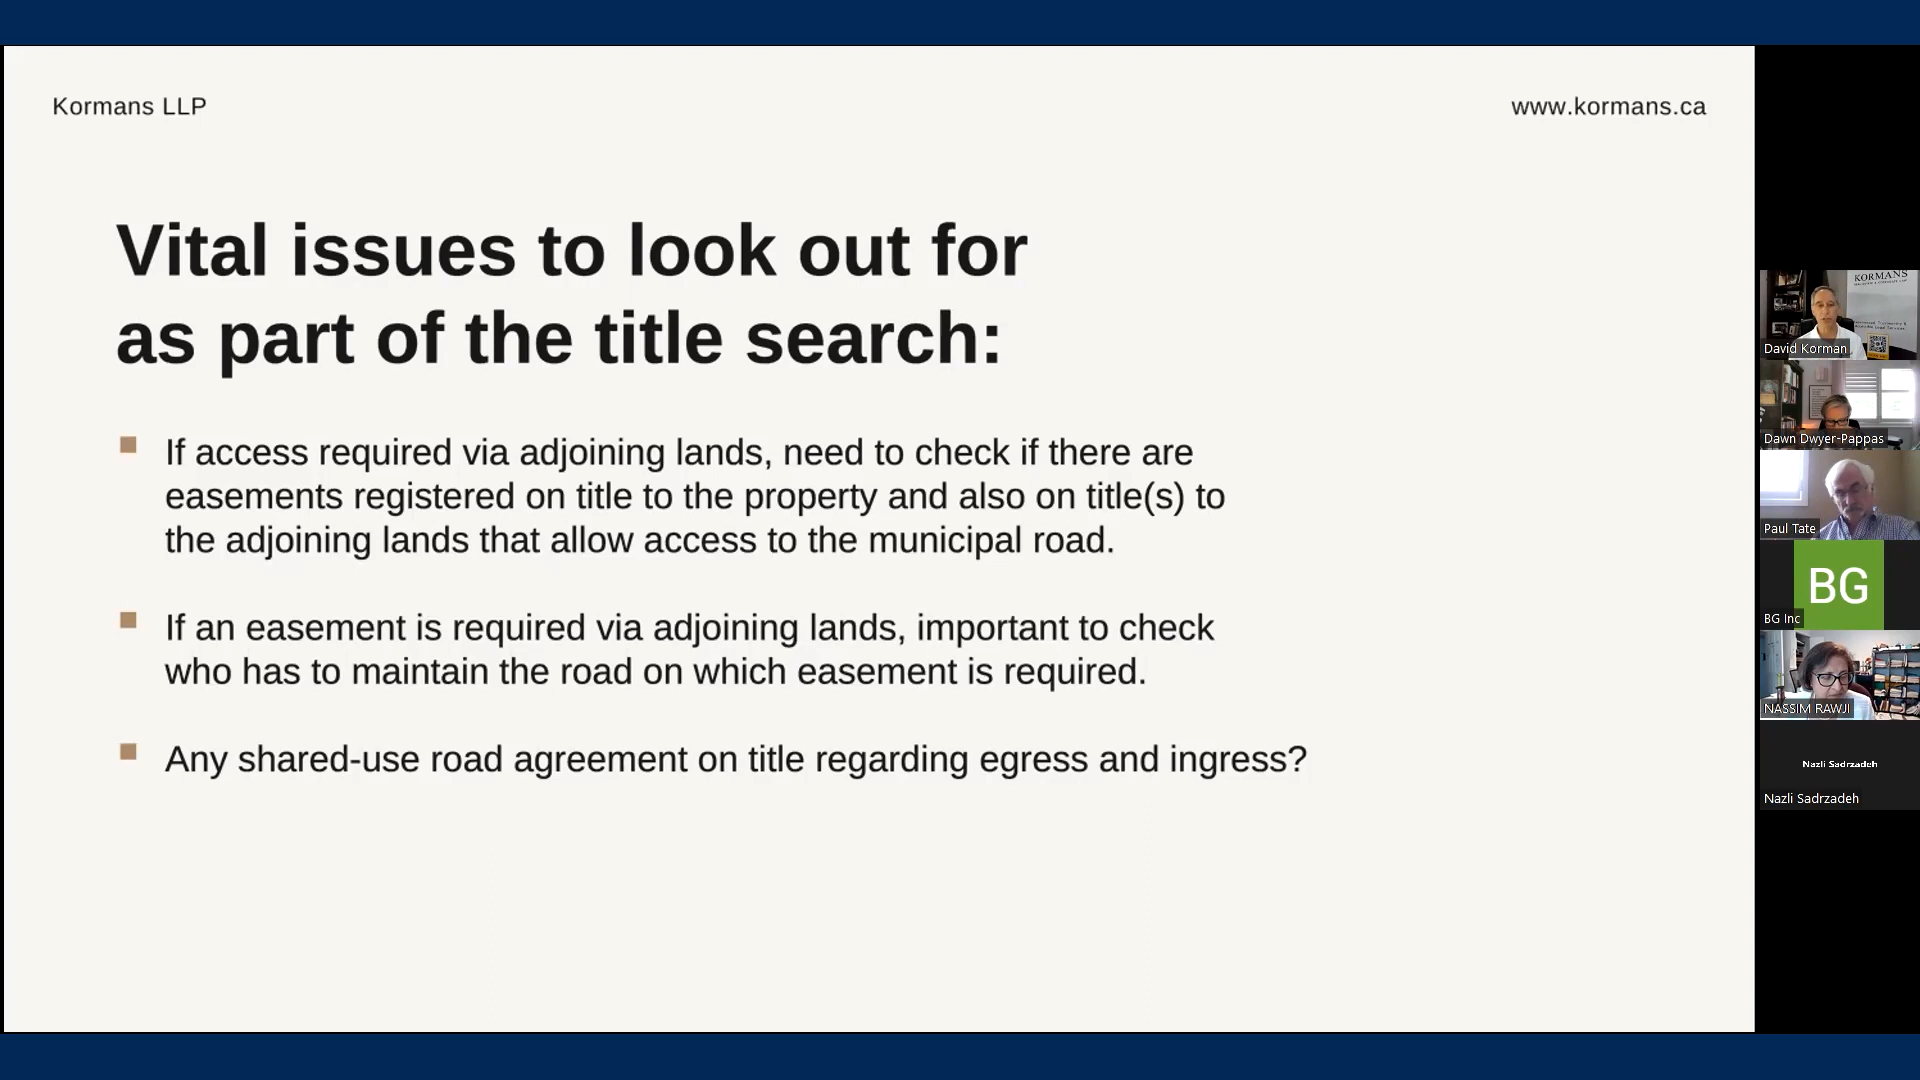 Kormans LLP
www.kormans.ca
Vital issues to look out for
as part of the title search:
If access required via adjoining lands, need to check if there are
easements registered on title to the property and also on title(s) to
the adjoining lands that allow access to the municipal road.
If an easement is required via adjoining lands, important to check
who has to maintain the road on which easement is required.
Any shared-use road agreement on title regarding egress and ingress?
KORMANS
David Korman
Dawn Dwyer-Pappas
Paul Tate
BG
BG Inc
NASSIM RAWJI
Nazli Sadrzadeh
Nazli Sadrzadeh